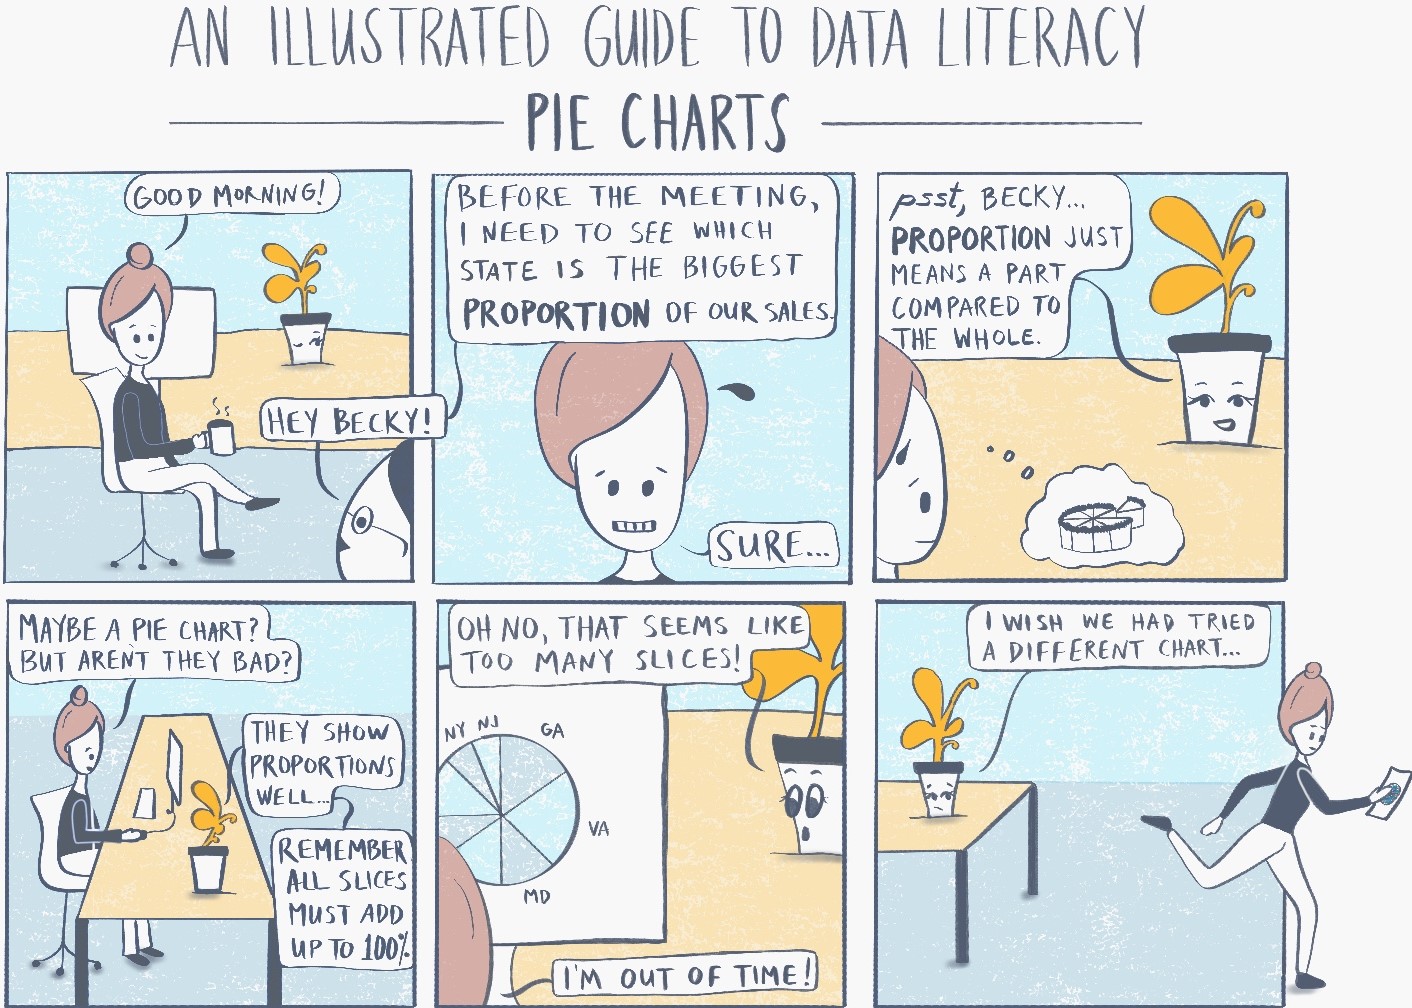 AN ILLUSTRATED GUIDE TO DATA LITERACY
PIE CHARTS
GOOD MORNING!
HEY BECKY!
BEFORE THE MEETING,
I NEED TO SEE WHICH
STATE IS THE BIGGEST
PROPORTION OF OUR SALES.
SURE...
psst, BECKY...
PROPORTION JUST
MEANS A PART
COMPARED TO
THE WHOLE.
MAYBE A PIE CHART?
BUT AREN'T THEY BAD?
THEY SHOW
PROPORTIONS
WELL...
REMEMBER
ALL SLICES
MUST ADD
UP TO 100%
OH NO, THAT SEEMS LIKE
TOO MANY SLICES!
NY NJ GA
VA
MD
I'M OUT OF TIME!
I WISH WE HAD TRIED
A DIFFERENT CHART...